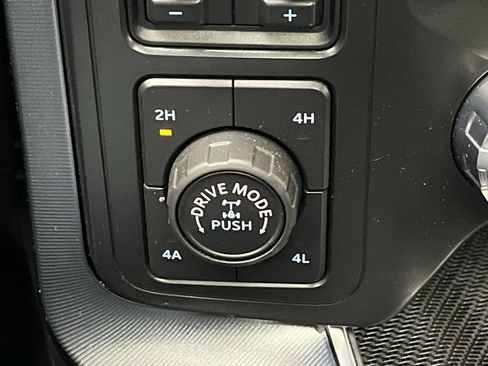 - +
2H 4H
DRIVE MODE
PUSH
4A 4L